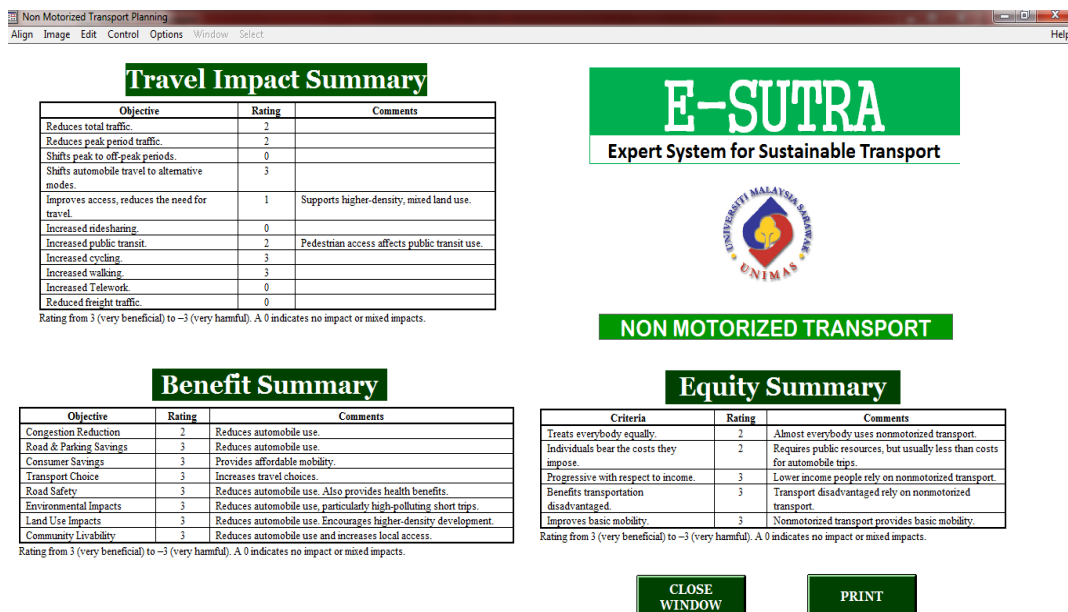 Non Motorized Transport Planning
Align Image Edit Control Options Window Select Help
Travel Impact Summary
Objective Rating Comments
Reduces total traffic. 2
Reduces peak period traffic. 2
Shifts peak to off-peak periods. 0
Shifts automobile travel to alternative 3
modes.
Improves access, reduces the need for 1 Supports higher-density, mixed land use.
travel.
Increased ridesharing. 0
Increased public transit. 2 Pedestrian access affects public transit use.
Increased cycling. 3
Increased walking. 3
Increased Telework. 0
Reduced freight traffic. 0
Rating from 3 (very beneficial) to –3 (very harmful). A 0 indicates no impact or mixed impacts.
E-SUTRA
Expert System for Sustainable Transport
UNIVERSITI MALAYSIA SARAWAK
UNIMAS
NON MOTORIZED TRANSPORT
Benefit Summary
Objective Rating Comments
Congestion Reduction 2 Reduces automobile use.
Road & Parking Savings 3 Reduces automobile use.
Consumer Savings 3 Provides affordable mobility.
Transport Choice 3 Increases travel choices.
Road Safety 3 Reduces automobile use. Also provides health benefits.
Environmental Impacts 3 Reduces automobile use, particularly high-polluting short trips.
Land Use Impacts 3 Reduces automobile use. Encourages higher-density development.
Community Livability 3 Reduces automobile use and increases local access.
Rating from 3 (very beneficial) to –3 (very harmful). A 0 indicates no impact or mixed impacts.
Equity Summary
Criteria Rating Comments
Treats everybody equally. 2 Almost everybody uses nonmotorized transport.
Individuals bear the costs they 2 Requires public resources, but usually less than costs
impose. for automobile trips.
Progressive with respect to income. 3 Lower income people rely on nonmotorized transport.
Benefits transportation 3 Transport disadvantaged rely on nonmotorized
disadvantaged. transport.
Improves basic mobility. 3 Nonmotorized transport provides basic mobility.
Rating from 3 (very beneficial) to –3 (very harmful). A 0 indicates no impact or mixed impacts.
CLOSE
WINDOW
PRINT